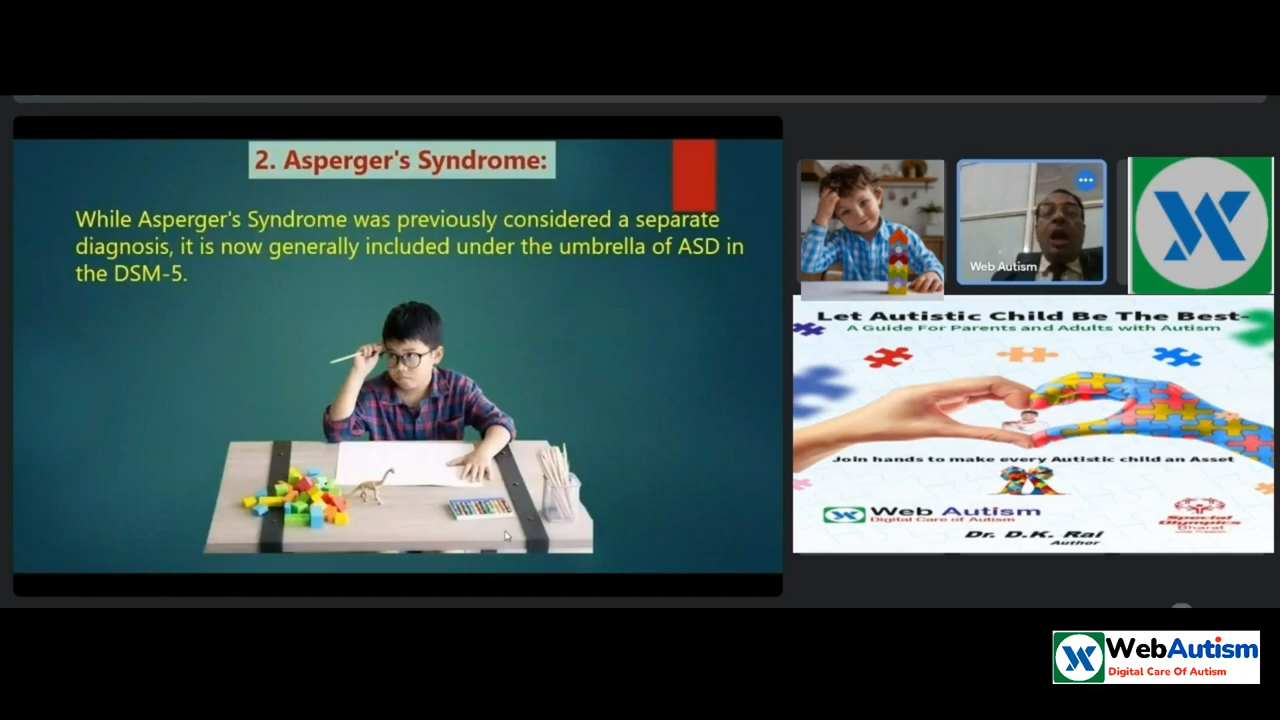 2. Asperger's Syndrome:
While Asperger's Syndrome was previously considered a separate
diagnosis, it is now generally included under the umbrella of ASD in
the DSM-5.
Web Autism
Let Autistic Child Be The Best-
A Guide For Parents and Adults with Autism
Join hands to make every Autistic child an Asset
Web Autism
Digital Care of Autism
Special
Olympics
Bharat
Dr. D.K. Rai
Author
WebAutism
Digital Care Of Autism